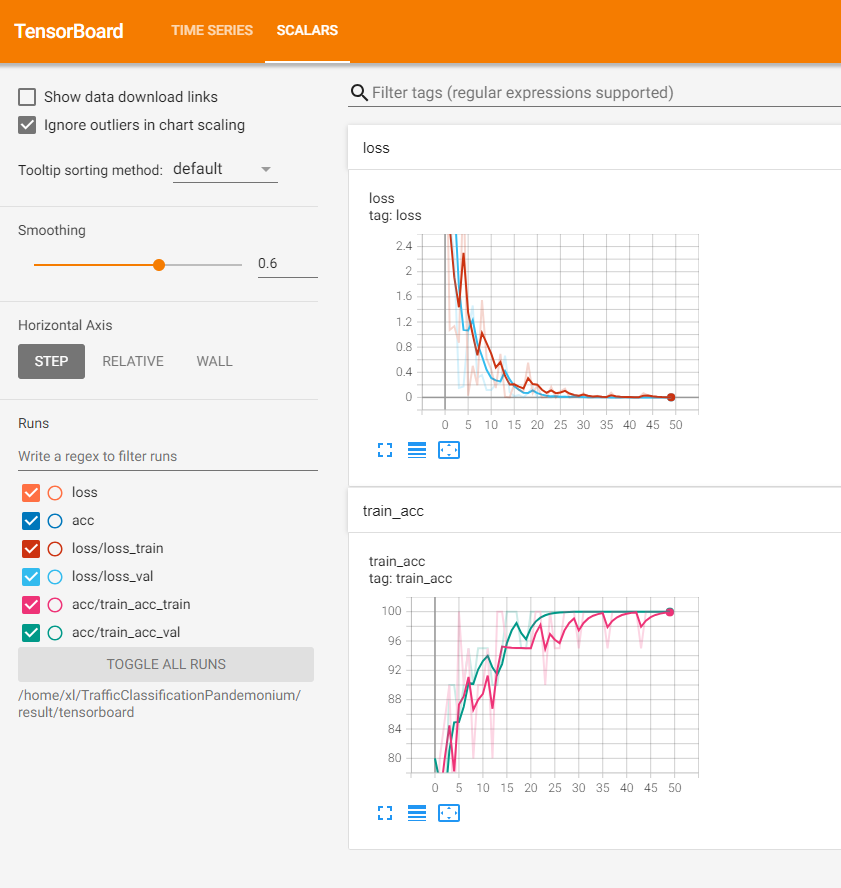 TensorBoard TIME SERIES SCALARS
Show data download links
Ignore outliers in chart scaling
Tooltip sorting method: default
Smoothing
0.6
Horizontal Axis
STEP RELATIVE WALL
Runs
Write a regex to filter runs
loss
acc
loss/loss_train
loss/loss_val
acc/train_acc_train
acc/train_acc_val
TOGGLE ALL RUNS
/home/xl/TrafficClassificationPandemonium/
result/tensorboard
Filter tags (regular expressions supported)
loss
loss
tag: loss
2.4
2
1.6
1.2
0.8
0.4
0
0 5 10 15 20 25 30 35 40 45 50
train_acc
train_acc
tag: train_acc
100
96
92
88
84
80
0 5 10 15 20 25 30 35 40 45 50